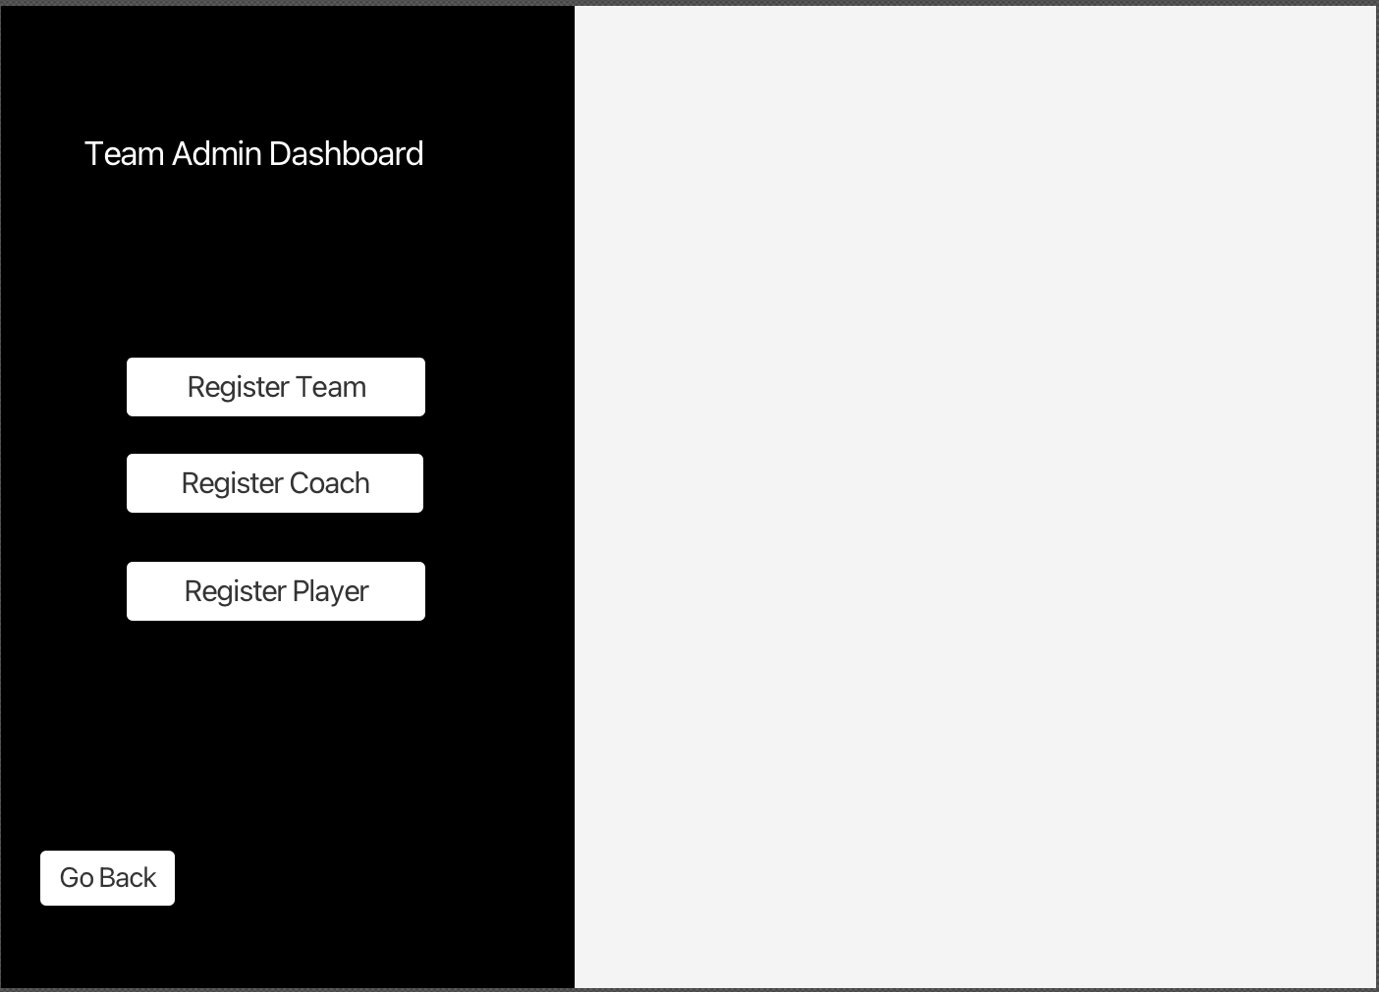 Team Admin Dashboard
Register Team
Register Coach
Register Player
Go Back